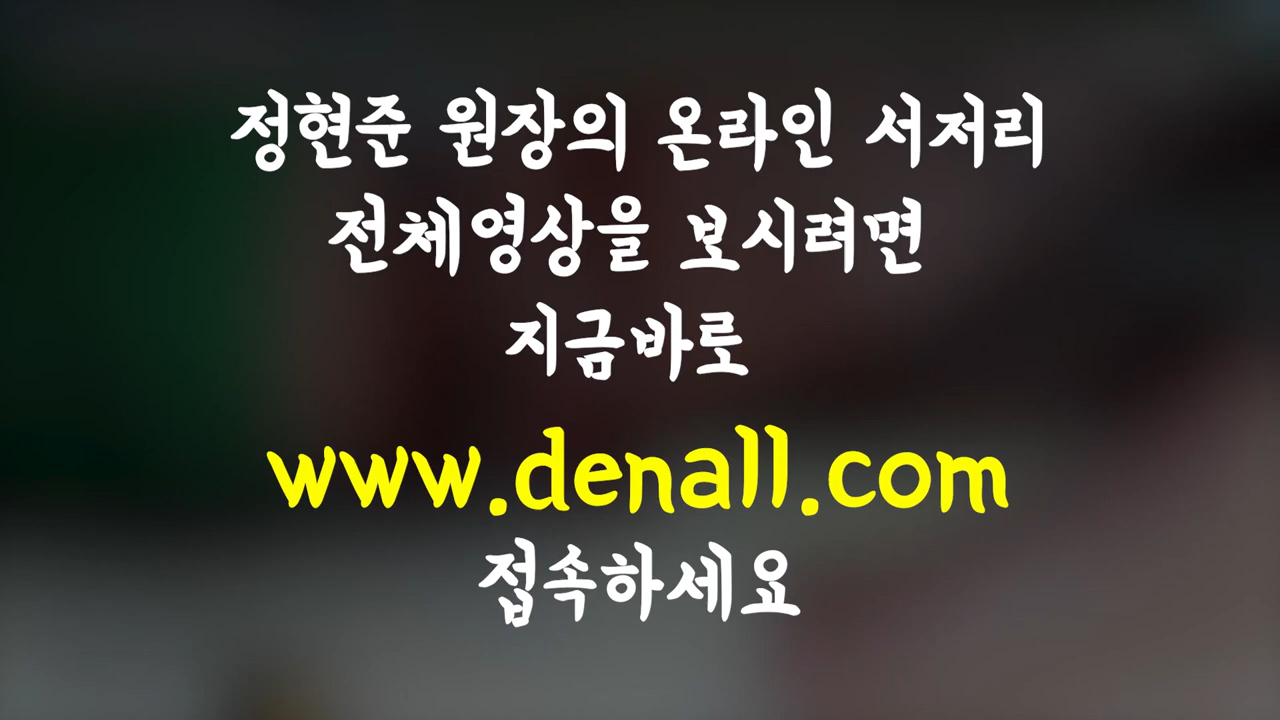 정현준 원장의 온라인 서저리
전체영상을 보시려면
지금바로
www.denall.com
접속하세요